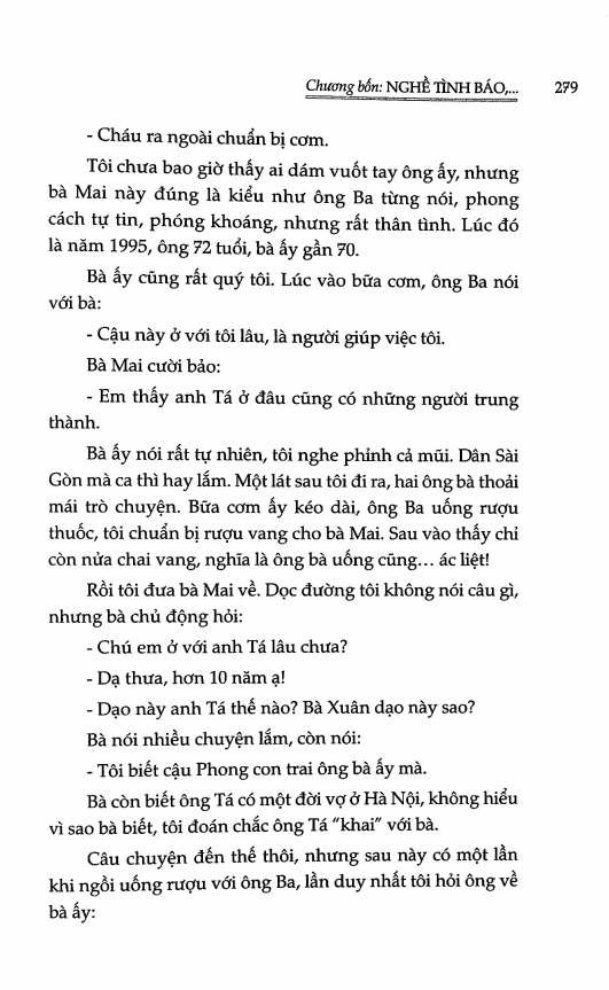 Chương bốn: NGHỀ TÌNH BÁO,... 279
- Cháu ra ngoài chuẩn bị cơm.
Tôi chưa bao giờ thấy ai dám vuốt tay ông ấy, nhưng
bà Mai này đúng là kiểu như ông Ba từng nói, phong
cách tự tin, phóng khoáng, nhưng rất thân tình. Lúc đó
là năm 1995, ông 72 tuổi, bà ấy gần 70.
Bà ấy cũng rất quý tôi. Lúc vào bữa cơm, ông Ba nói
với bà:
- Cậu này ở với tôi lâu, là người giúp việc tôi.
Bà Mai cười bảo:
- Em thấy anh Tá ở đâu cũng có những người trung
thành.
Bà ấy nói rất tự nhiên, tôi nghe phỉnh cả mũi. Dân Sài
Gòn mà ca thì hay lắm. Một lát sau tôi đi ra, hai ông bà thoải
mái trò chuyện. Bữa cơm ấy kéo dài, ông Ba uống rượu
thuốc, tôi chuẩn bị rượu vang cho bà Mai. Sau vào thấy chỉ
còn nửa chai vang, nghĩa là ông bà uống cũng... ác liệt!
Rồi tôi đưa bà Mai về. Dọc đường tôi không nói câu gì,
nhưng bà chủ động hỏi:
- Chú em ở với anh Tá lâu chưa?
- Dạ thưa, hơn 10 năm ạ!
- Dạo này anh Tá thế nào? Bà Xuân dạo này sao?
Bà nói nhiều chuyện lắm, còn nói:
- Tôi biết cậu Phong con trai ông bà ấy mà.
Bà còn biết ông Tá có một đời vợ ở Hà Nội, không hiểu
vì sao bà biết, tôi đoán chắc ông Tá "khai" với bà.
Câu chuyện đến thế thôi, nhưng sau này có một lần
khi ngồi uống rượu với ông Ba, lần duy nhất tôi hỏi ông về
bà ấy: